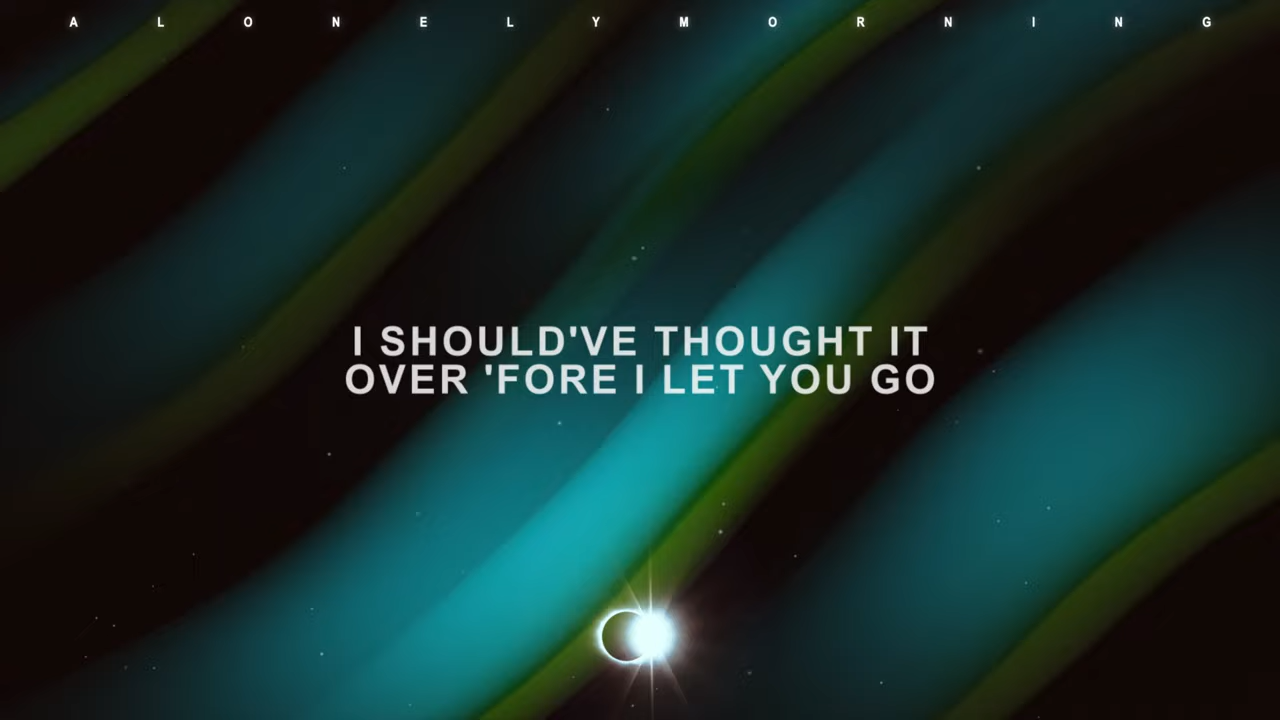 A L O N E L Y M O R N I N G
I SHOULD'VE THOUGHT IT
OVER 'FORE I LET YOU GO